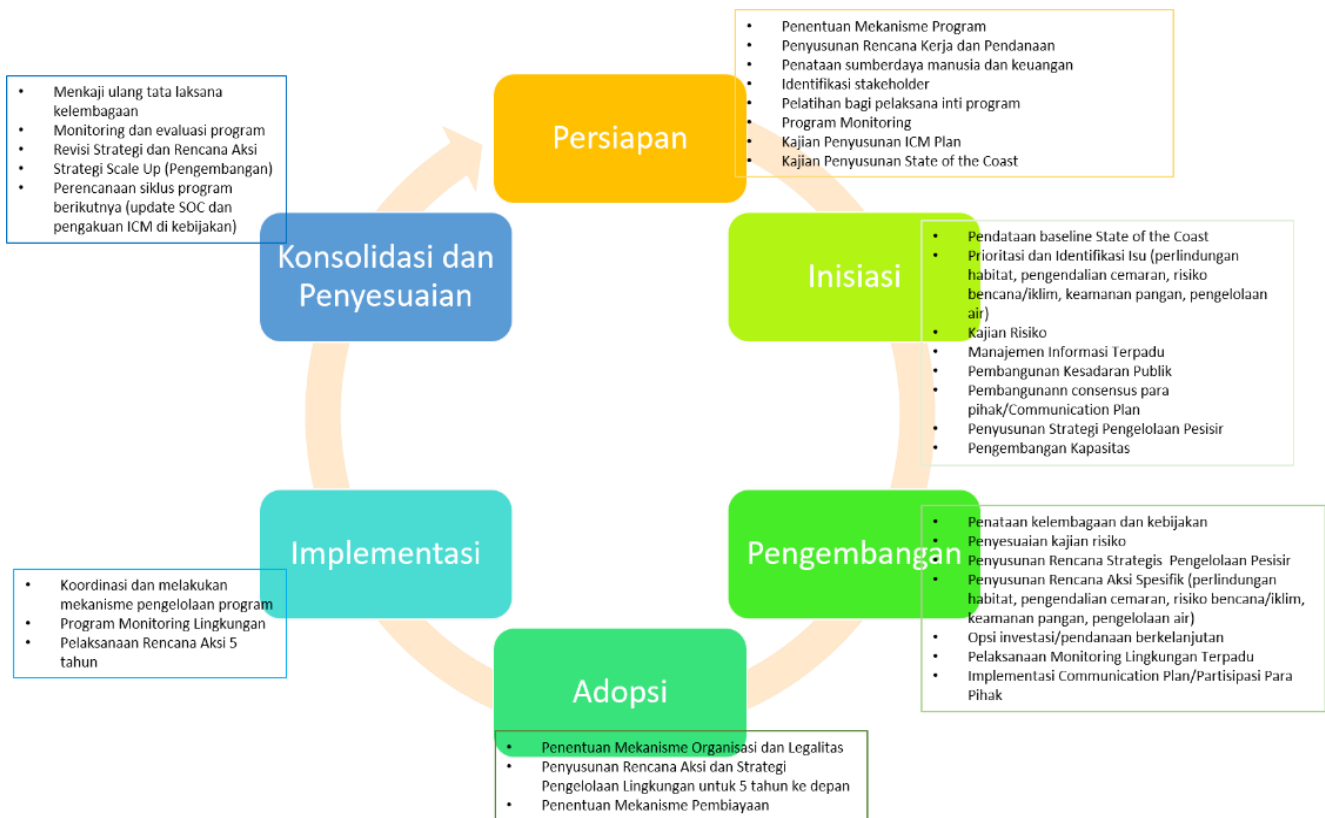 Persiapan
• Penentuan Mekanisme Program
• Penyusunan Rencana Kerja dan Pendanaan
• Penataan sumberdaya manusia dan keuangan
• Identifikasi stakeholder
• Pelatihan bagi pelaksana inti program
• Program Monitoring
• Kajian Penyusunan ICM Plan
• Kajian Penyusunan State of the Coast
Inisiasi
• Pendataan baseline State of the Coast
• Prioritasi dan Identifikasi Isu (perlindungan
habitat, pengendalian cemaran, risiko
bencana/iklim, keamanan pangan, pengelolaan
air)
• Kajian Risiko
• Manajemen Informasi Terpadu
• Pembangunan Kesadaran Publik
• Pembangunann consensus para
pihak/Communication Plan
• Penyusunan Strategi Pengelolaan Pesisir
• Pengembangan Kapasitas
Pengembangan
• Penataan kelembagaan dan kebijakan
• Penyesuaian kajian risiko
• Penyusunan Rencana Strategis Pengelolaan Pesisir
• Penyusunan Rencana Aksi Spesifik (perlindungan
habitat, pengendalian cemaran, risiko bencana/iklim,
keamanan pangan, pengelolaan air)
• Opsi investasi/pendanaan berkelanjutan
• Pelaksanaan Monitoring Lingkungan Terpadu
• Implementasi Communication Plan/Partisipasi Para
Pihak
Adopsi
• Penentuan Mekanisme Organisasi dan Legalitas
• Penyusunan Rencana Aksi dan Strategi
Pengelolaan Lingkungan untuk 5 tahun ke depan
• Penentuan Mekanisme Pembiayaan
Implementasi
• Koordinasi dan melakukan
mekanisme pengelolaan program
• Program Monitoring Lingkungan
• Pelaksanaan Rencana Aksi 5
tahun
Konsolidasi dan
Penyesuaian
• Menkaji ulang tata laksana
kelembagaan
• Monitoring dan evaluasi program
• Revisi Strategi dan Rencana Aksi
• Strategi Scale Up (Pengembangan)
• Perencanaan siklus program
berikutnya (update SOC dan
pengakuan ICM di kebijakan)